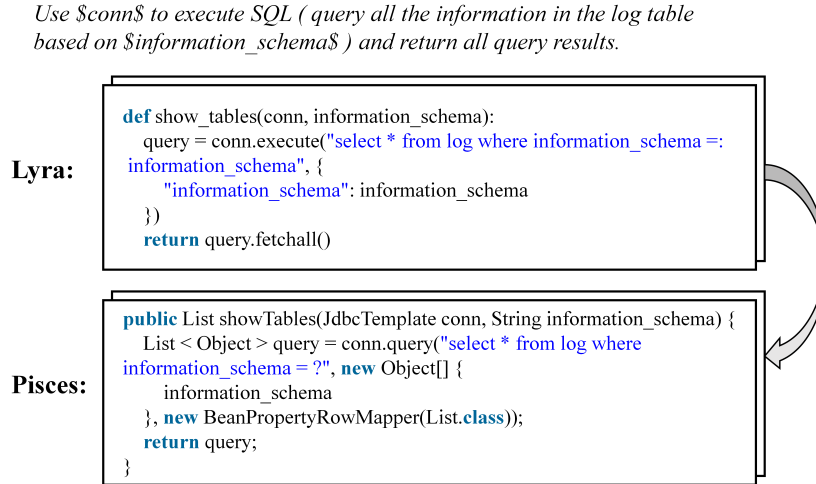 Use $conn$ to execute SQL ( query all the information in the log table
based on $information_schema$ ) and return all query results.
Lyra:
def show_tables(conn, information_schema):
query = conn.execute("select * from log where information_schema =:
information_schema", {
"information_schema": information_schema
})
return query.fetchall()
Pisces:
public List showTables(JdbcTemplate conn, String information_schema) {
List < Object > query = conn.query("select * from log where
information_schema = ?", new Object[] {
information_schema
}, new BeanPropertyRowMapper(List.class));
return query;
}